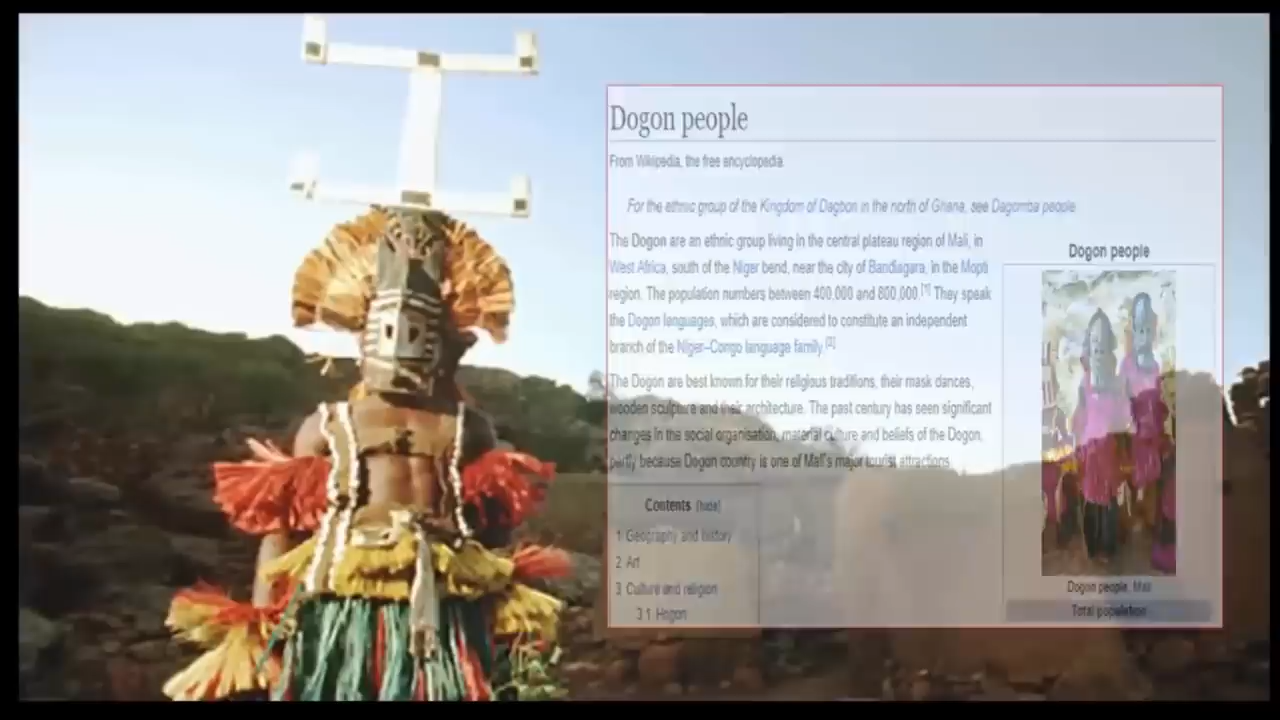 Dogon people
From Wikipedia, the free encyclopedia
For the ethnic group of the Kingdom of Dagbon in the north of Ghana, see Dagomba people
The Dogon are an ethnic group living in the central plateau region of Mali, in
West Africa, south of the Niger bend, near the city of Bandiagara, in the Mopti
region. The population numbers between 400,000 and 800,000.[1] They speak
the Dogon languages, which are considered to constitute an independent
branch of the Niger–Congo language family.[2]
The Dogon are best known for their religious traditions, their mask dances,
wooden sculpture and their architecture. The past century has seen significant
changes in the social organisation, material culture and beliefs of the Dogon,
partly because Dogon country is one of Mali's major tourist attractions.
Contents [hide]
1 Geography and history
2 Art
3 Culture and religion
3.1 Hogon
Dogon people
Dogon people, Mali
Total population